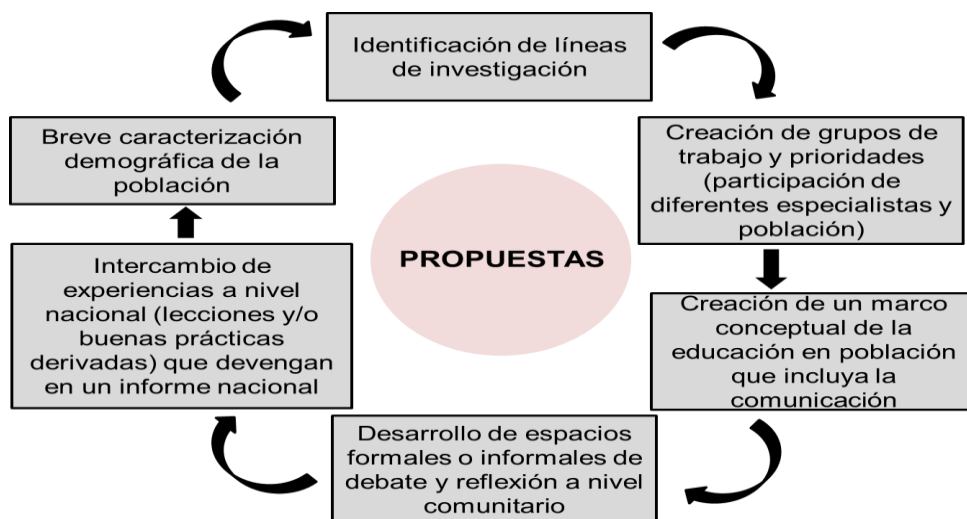 Identificación de líneas
de investigación
Creación de grupos de
trabajo y prioridades
(participación de
diferentes especialistas y
población)
Creación de un marco
conceptual de la
educación en población
que incluya la
comunicación
Desarrollo de espacios
formales o informales de
debate y reflexión a nivel
comunitario
Intercambio de
experiencias a nivel
nacional (lecciones y/o
buenas prácticas
derivadas) que devengan
en un informe nacional
Breve caracterización
demográfica de la
población
PROPUESTAS